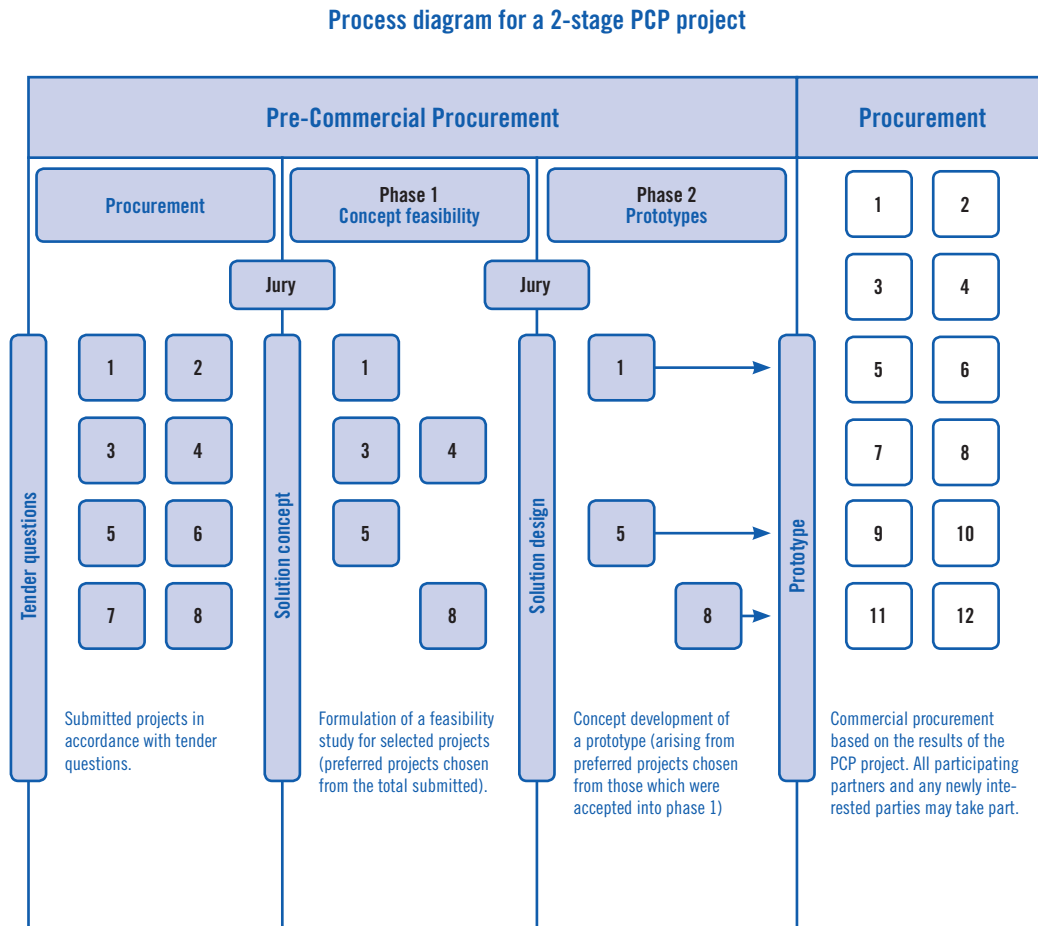 Process diagram for a 2-stage PCP project
Pre-Commercial Procurement
Procurement
Procurement
Phase 1
Concept feasibility
Phase 2
Prototypes
Jury
Jury
Tender questions
1 2
3 4
5 6
7 8
Submitted projects in
accordance with tender
questions.
Solution concept
1
3 4
5
8
Formulation of a feasibility
study for selected projects
(preferred projects chosen
from the total submitted).
Solution design
1
5
8
Concept development of
a prototype (arising from
preferred projects chosen
from those which were
accepted into phase 1)
Prototype
1 2
3 4
5 6
7 8
9 10
11 12
Commercial procurement
based on the results of the
PCP project. All participating
partners and any newly inte-
rested parties may take part.